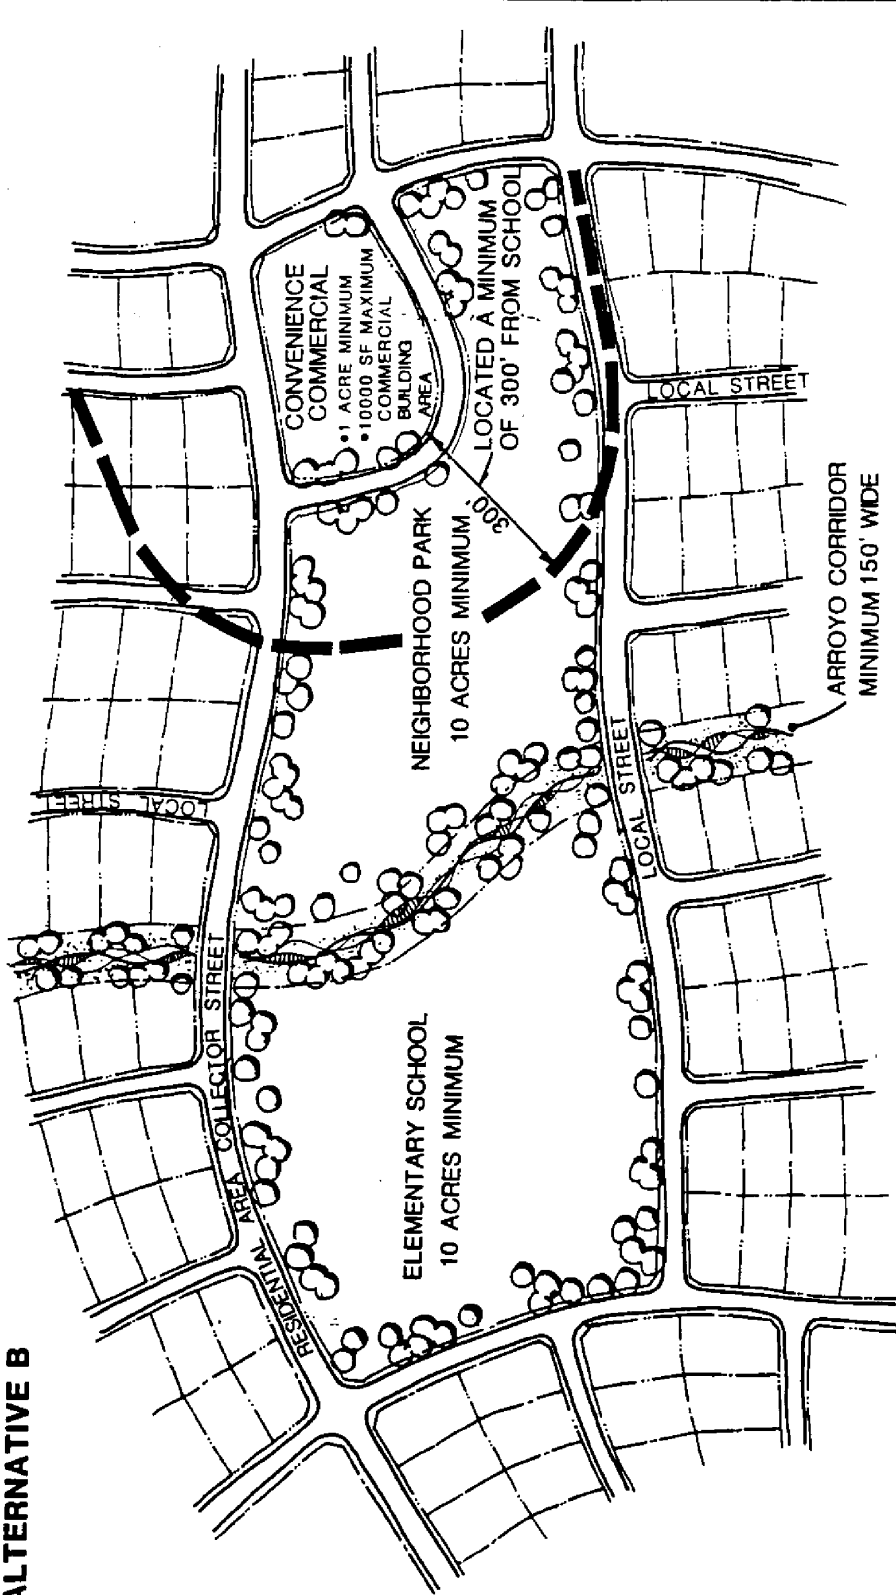 ALTERNATIVE B
CONVENIENCE
COMMERCIAL
•1 ACRE MINIMUM
•10000 SF MAXIMUM
COMMERCIAL
BUILDING
AREA
LOCATED A MINIMUM
OF 300' FROM SCHOOL
300'
NEIGHBORHOOD PARK
10 ACRES MINIMUM
ELEMENTARY SCHOOL
10 ACRES MINIMUM
RESIDENTIAL AREA COLLECTOR STREET
LOCAL STREET
LOCAL STREET
LOCAL STREET
ARROYO CORRIDOR
MINIMUM 150' WIDE